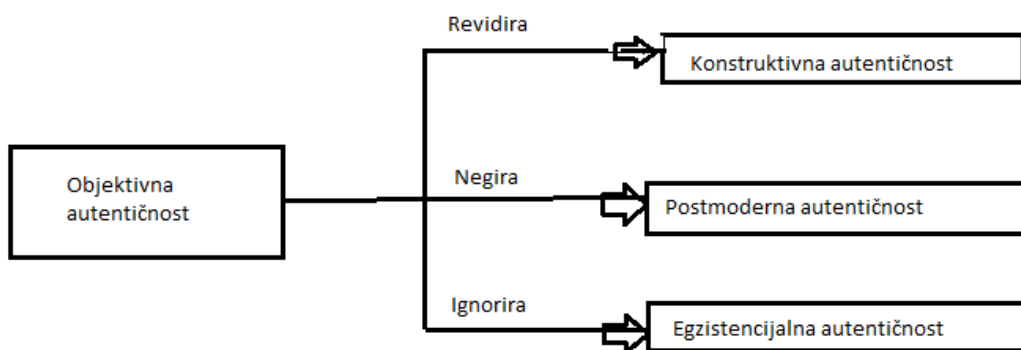 Revidira
Konstruktivna autentičnost
Objektivna
autentičnost
Negira
Postmoderna autentičnost
Ignorira
Egzistencijalna autentičnost